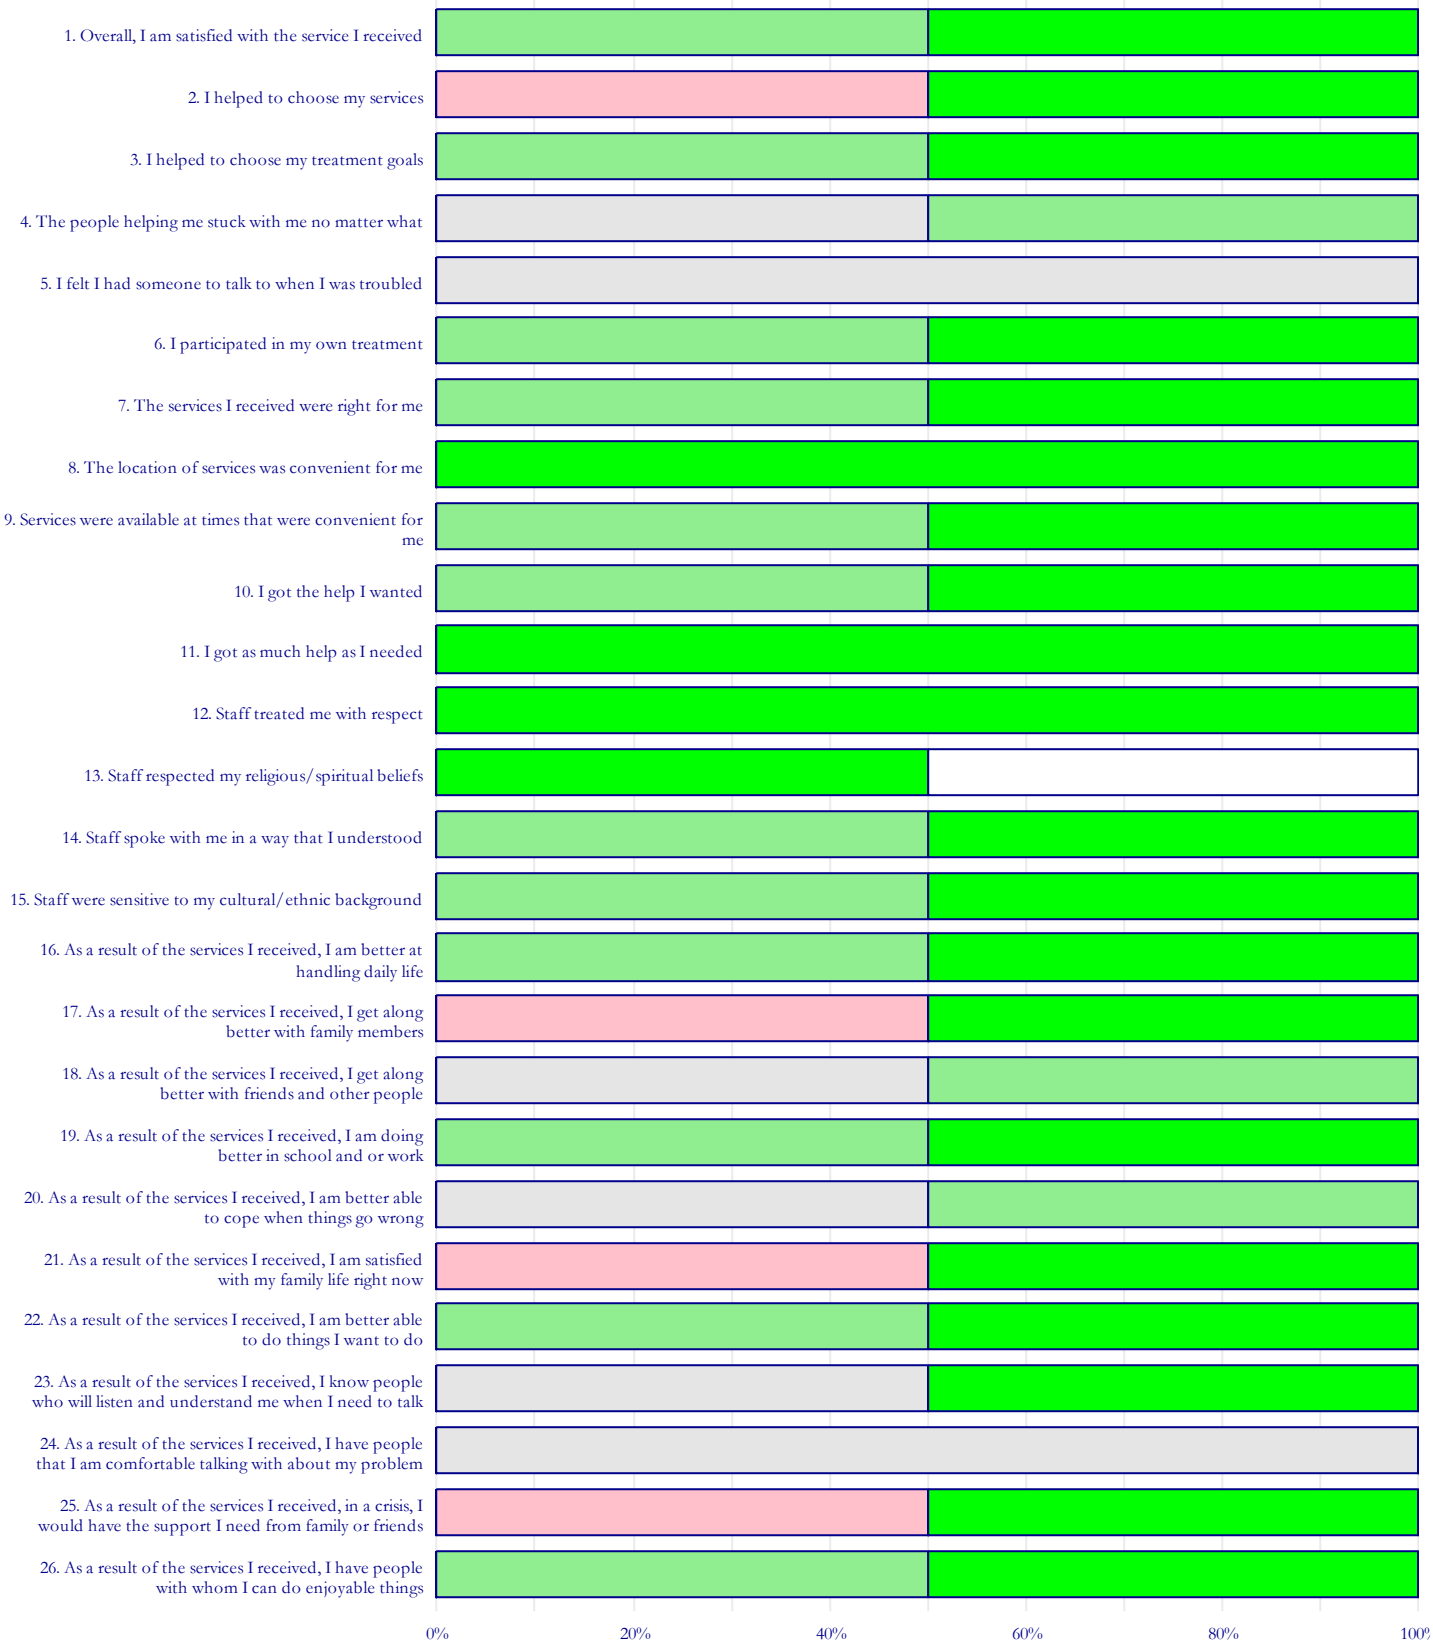 1. Overall, I am satisfied with the service I received
2. I helped to choose my services
3. I helped to choose my treatment goals
4. The people helping me stuck with me no matter what
5. I felt I had someone to talk to when I was troubled
6. I participated in my own treatment
7. The services I received were right for me
8. The location of services was convenient for me
9. Services were available at times that were convenient for
me
10. I got the help I wanted
11. I got as much help as I needed
12. Staff treated me with respect
13. Staff respected my religious/spiritual beliefs
14. Staff spoke with me in a way that I understood
15. Staff were sensitive to my cultural/ethnic background
16. As a result of the services I received, I am better at
handling daily life
17. As a result of the services I received, I get along
better with family members
18. As a result of the services I received, I get along
better with friends and other people
19. As a result of the services I received, I am doing
better in school and or work
20. As a result of the services I received, I am better able
to cope when things go wrong
21. As a result of the services I received, I am satisfied
with my family life right now
22. As a result of the services I received, I am better able
to do things I want to do
23. As a result of the services I received, I know people
who will listen and understand me when I need to talk
24. As a result of the services I received, I have people
that I am comfortable talking with about my problem
25. As a result of the services I received, in a crisis, I
would have the support I need from family or friends
26. As a result of the services I received, I have people
with whom I can do enjoyable things
0% 20% 40% 60% 80% 100%